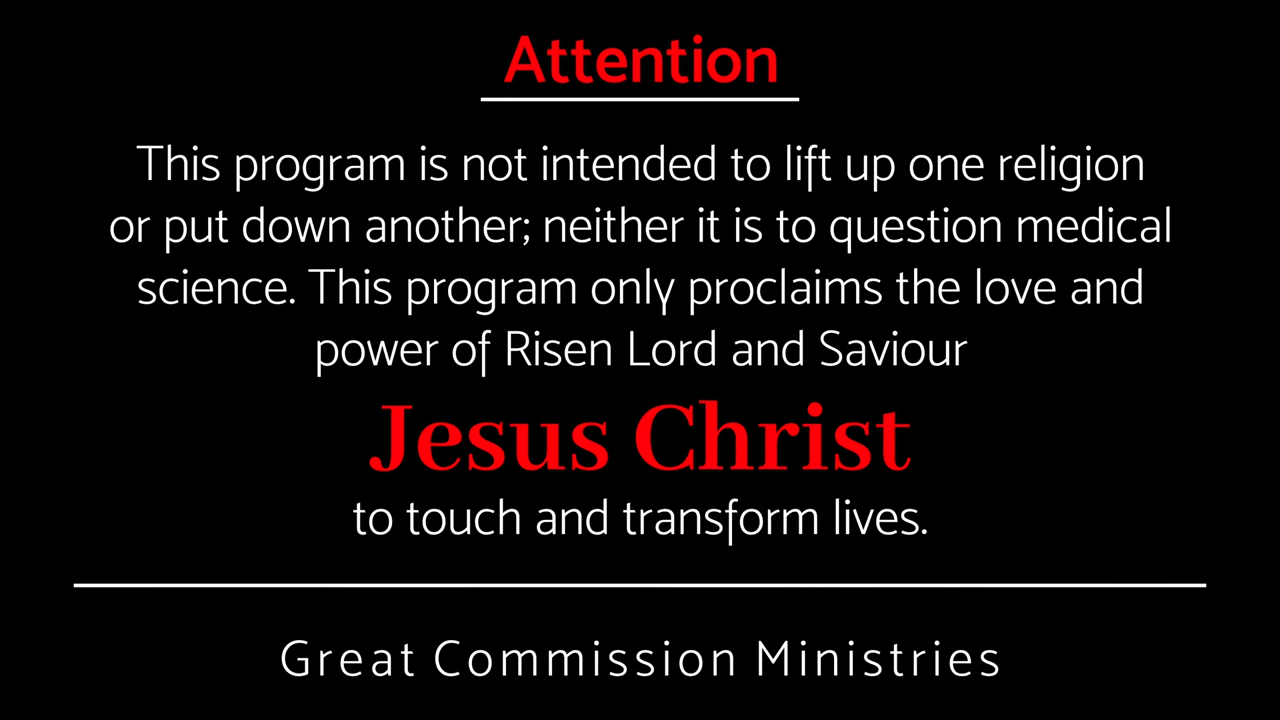 Attention
This program is not intended to lift up one religion
or put down another; neither it is to question medical
science. This program only proclaims the love and
power of Risen Lord and Saviour
Jesus Christ
to touch and transform lives.
Great Commission Ministries